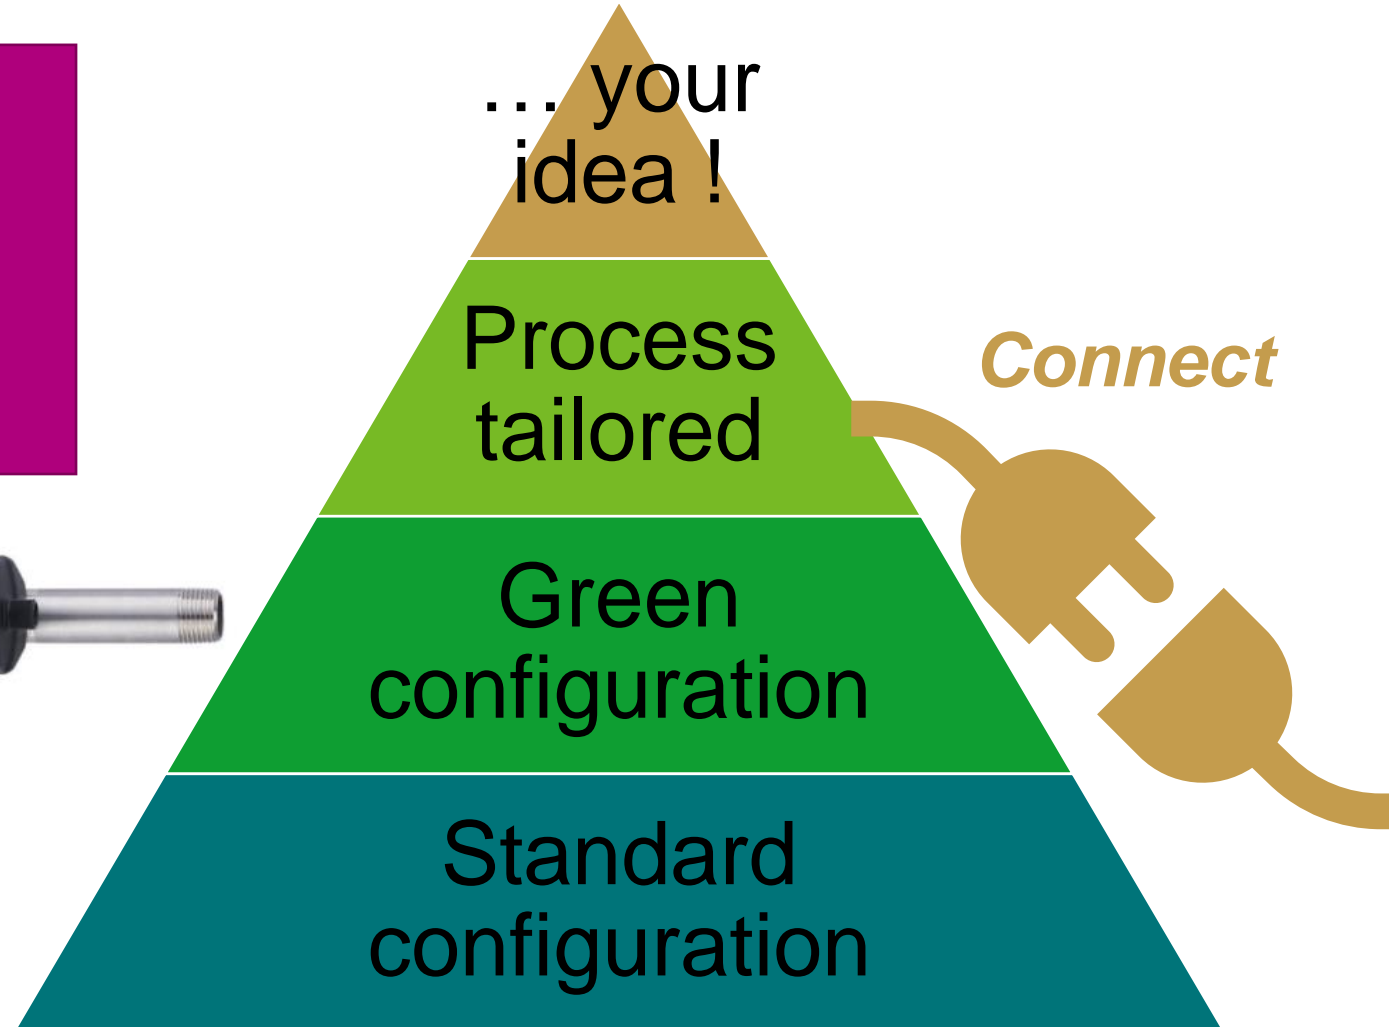 … your
idea !
Process
tailored
Connect
Green
configuration
Standard
configuration